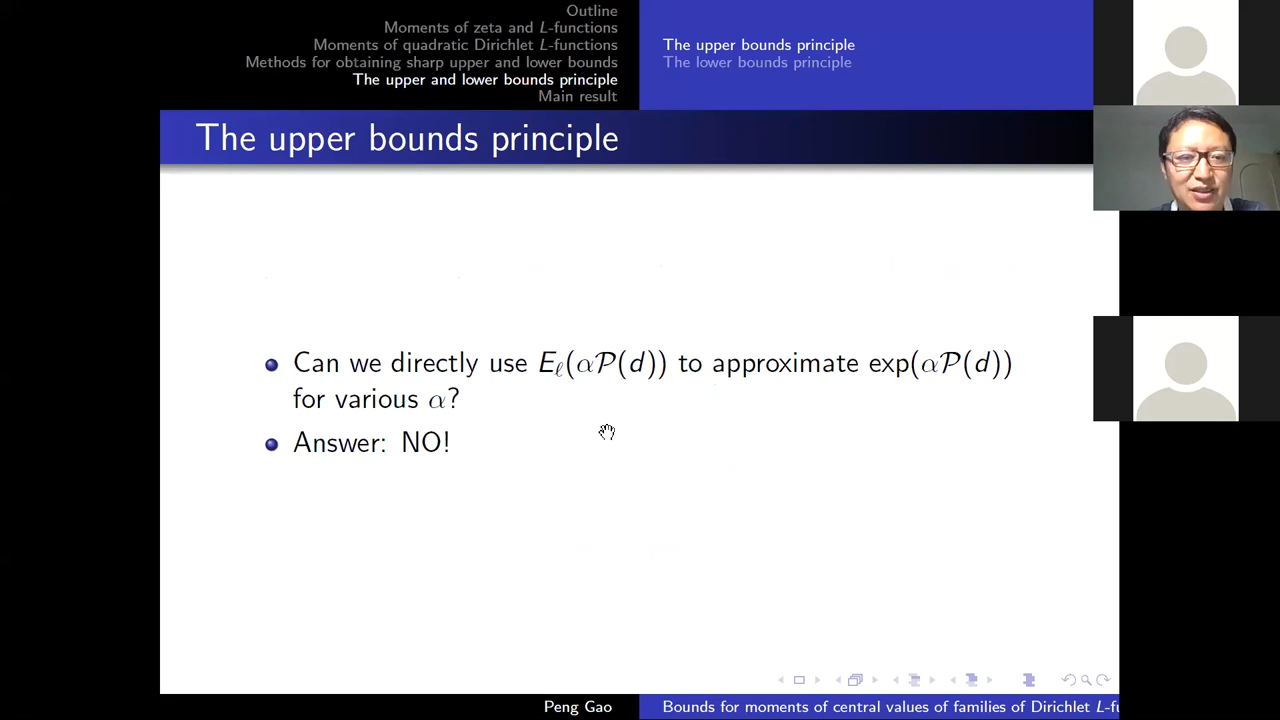 Outline
Moments of zeta and L-functions
Moments of quadratic Dirichlet L-functions
Methods for obtaining sharp upper and lower bounds
The upper and lower bounds principle
Main result
The upper bounds principle
The lower bounds principle
The upper bounds principle
Can we directly use Eℓ(α𝒫(d)) to approximate exp(α𝒫(d))
for various α?
Answer: NO!
Peng Gao
Bounds for moments of central values of families of Dirichlet L-fu